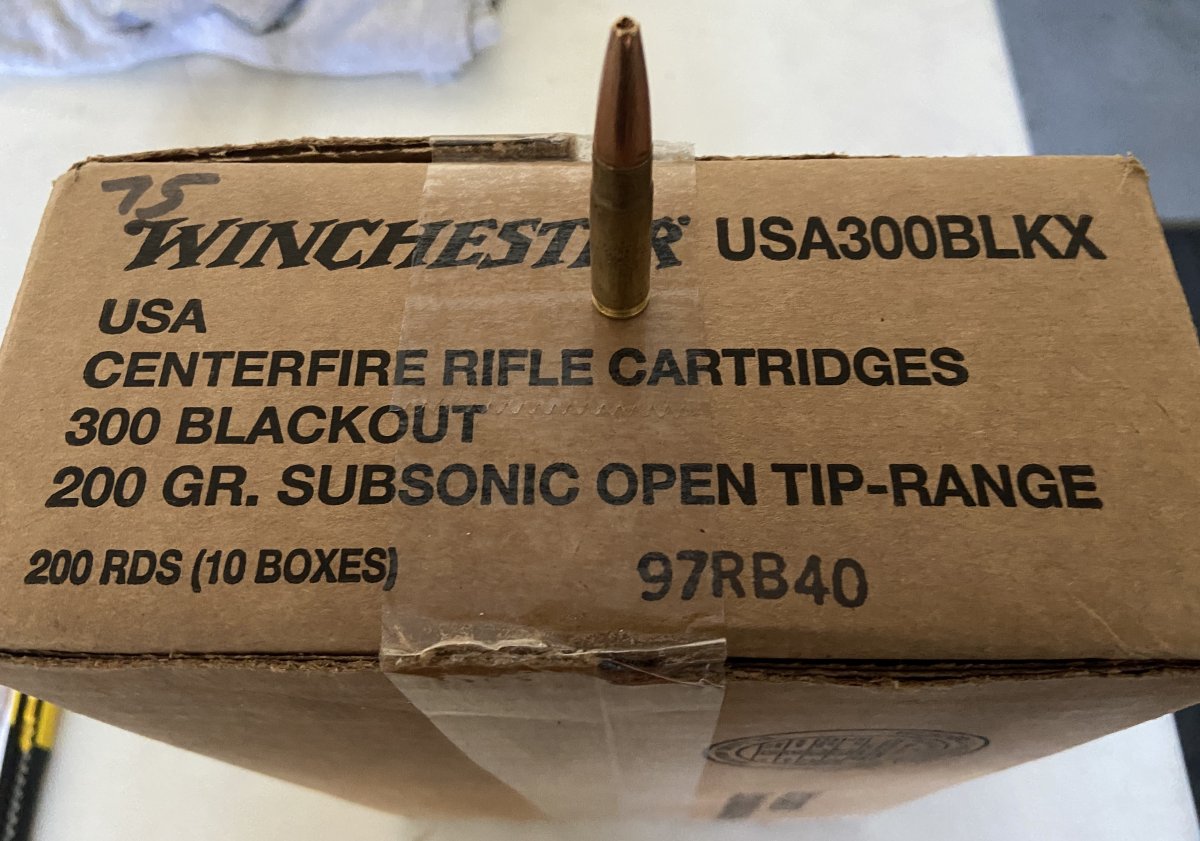 75
WINCHESTER® USA300BLKX
USA
CENTERFIRE RIFLE CARTRIDGES
300 BLACKOUT
200 GR. SUBSONIC OPEN TIP-RANGE
200 RDS (10 BOXES)
97RB40